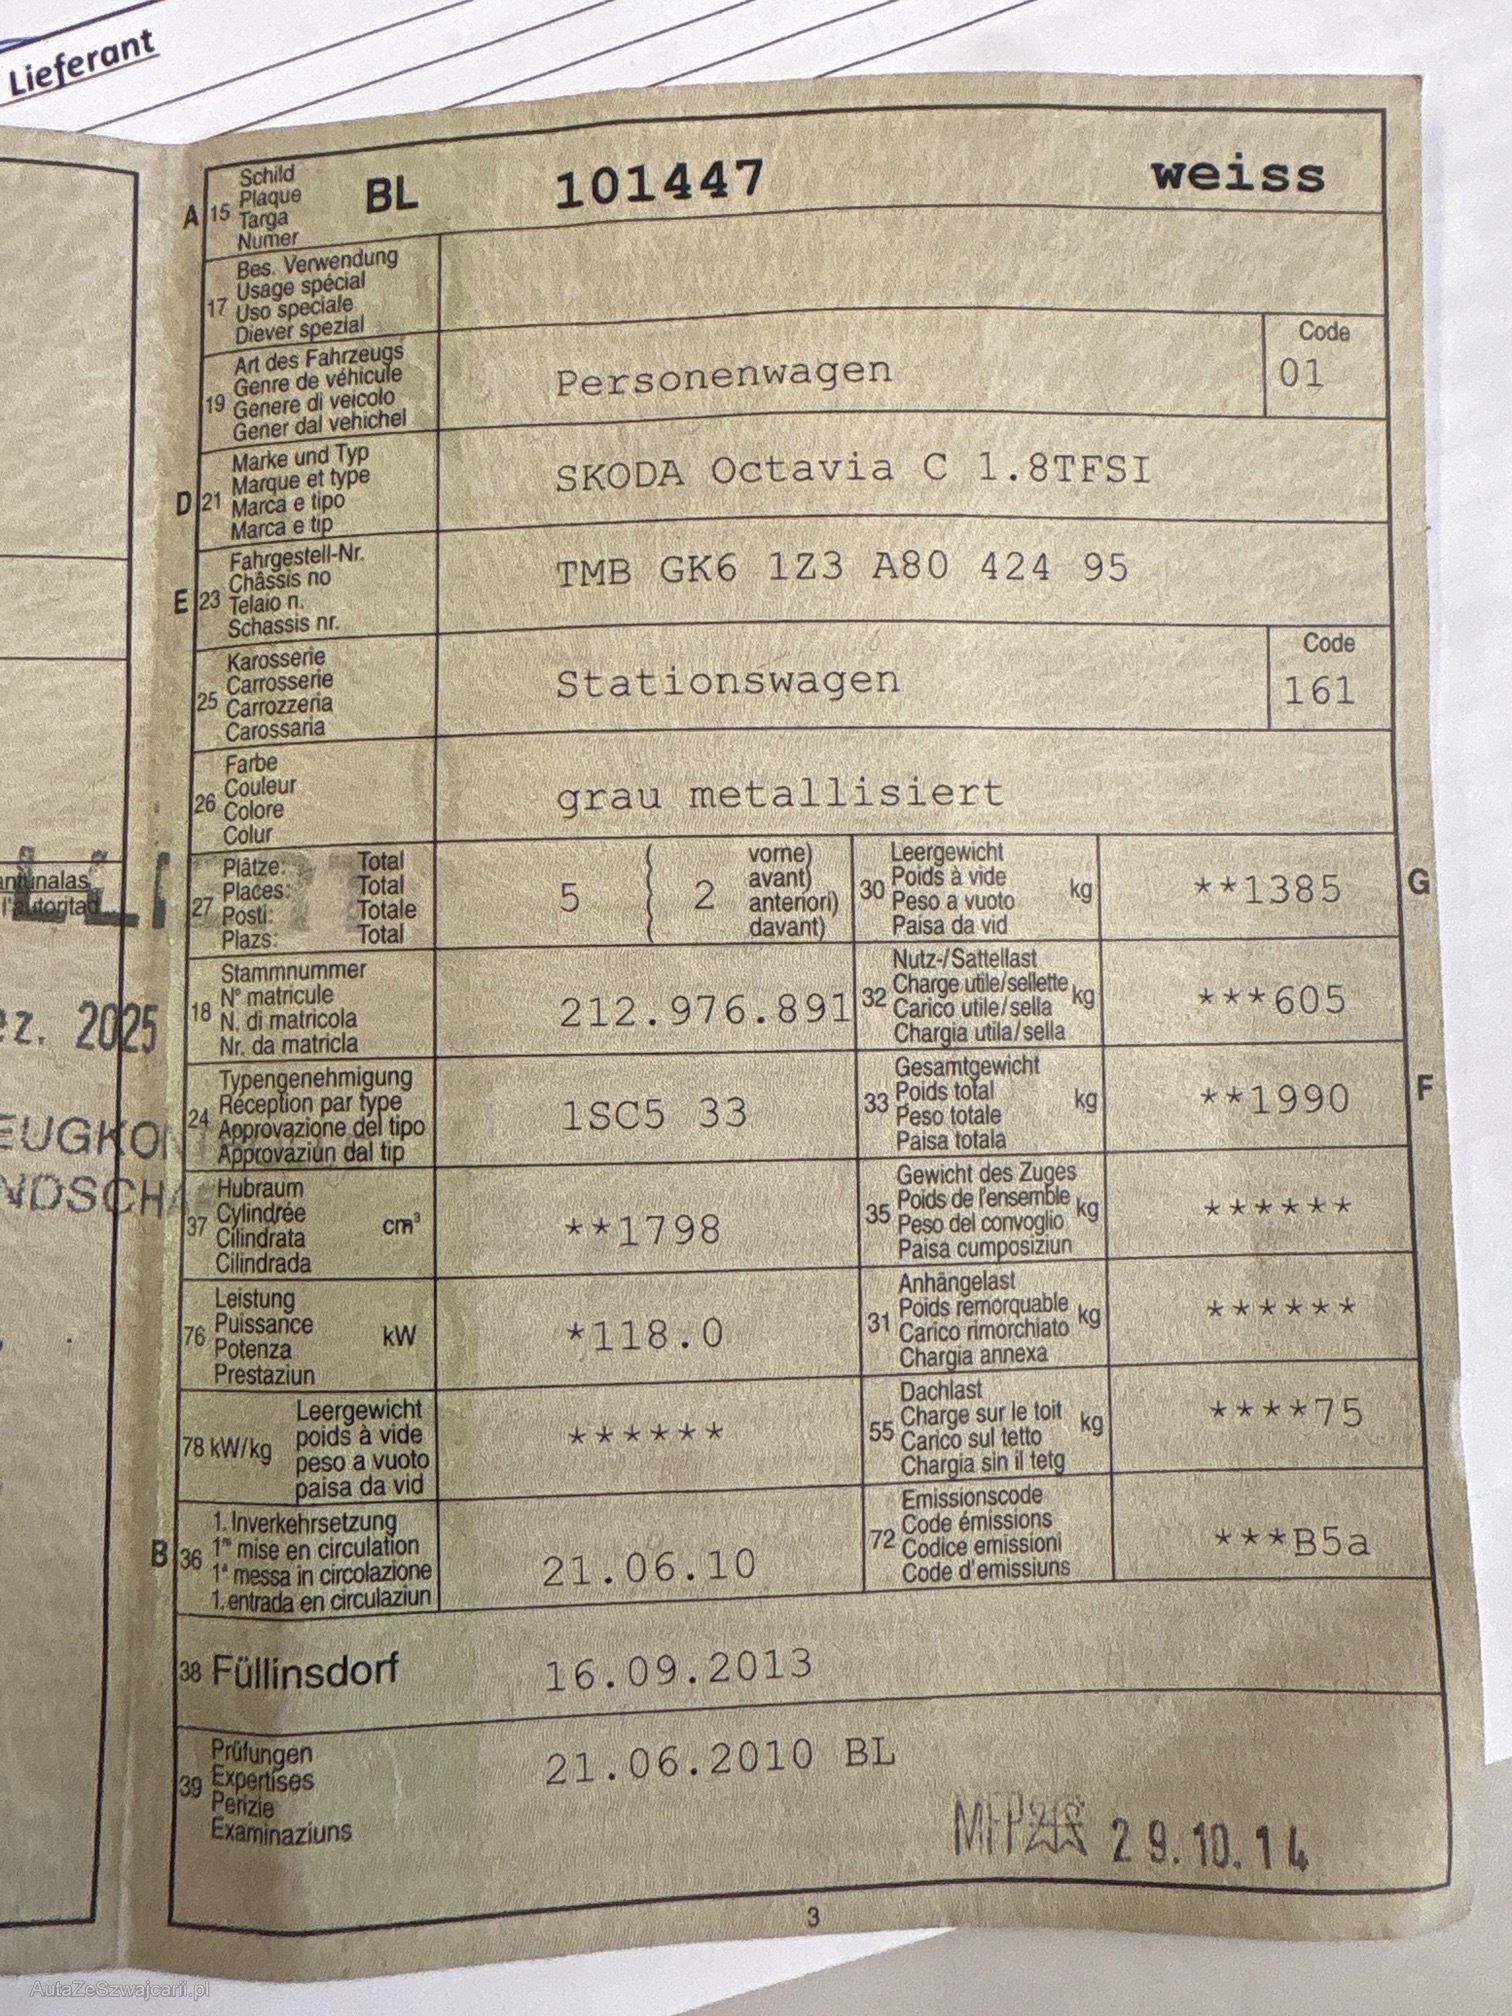 Lieferant
A 15 Schild
Plaque
Targa
Numer
BL 101447 weiss
17 Bes. Verwendung
Usage spécial
Uso speciale
Diever spezial
19 Art des Fahrzeugs
Genre de véhicule
Genere di veicolo
Gener dal vehichel
Personenwagen
Code
01
D 21 Marke und Typ
Marque et type
Marca e tipo
Marca e tip
SKODA Octavia C 1.8TFSI
E 23 Fahrgestell-Nr.
Châssis no
Telaio n.
Schassis nr.
TMB GK6 1Z3 A80 424 95
25 Karosserie
Carrosserie
Carrozzeria
Carossaria
Stationswagen
Code
161
26 Farbe
Couleur
Colore
Colur
grau metallisiert
27 Plätze: Total
Places: Total
Posti: Totale
Plazs: Total
5 2
vorne)
avant)
anteriori)
davant)
30 Leergewicht
Poids à vide
Peso a vuoto
Paisa da vid
kg
**1385
G
18 Stammnummer
N° matricule
N. di matricola
Nr. da matricla
212.976.891
32 Nutz-/Sattellast
Charge utile/sellette
Carico utile/sella
Chargia utila/sella
kg
***605
24 Typengenehmigung
Réception par type
Approvazione del tipo
Approvaziun dal tip
1SC5 33
33 Gesamtgewicht
Poids total
Peso totale
Paisa totala
kg
**1990
F
37 Hubraum
Cylindrée
Cilindrata
Cilindrada
cm³
**1798
35 Gewicht des Zuges
Poids de l'ensemble
Peso del convoglio
Paisa cumposiziun
kg
******
76 Leistung
Puissance
Potenza
Prestaziun
kW
*118.0
31 Anhängelast
Poids remorquable
Carico rimorchiato
Chargia annexa
kg
******
78 kW/kg
Leergewicht
poids à vide
peso a vuoto
paisa da vid
******
55 Dachlast
Charge sur le toit
Carico sul tetto
Chargia sin il tetg
kg
****75
B 36 1. Inverkehrsetzung
1re mise en circulation
1a messa in circolazione
1. entrada en circulaziun
21.06.10
72 Emissionscode
Code émissions
Codice emissioni
Code d'emissiuns
***B5a
38 Füllinsdorf 16.09.2013
39 Prüfungen
Expertises
Perizie
Examinaziuns
21.06.2010 BL
MFP 29.10.14
3
antunalas
l'autoritad
ez. 2025
EUGKON
NDSCHA
AutaZeSzwajcarii.pl